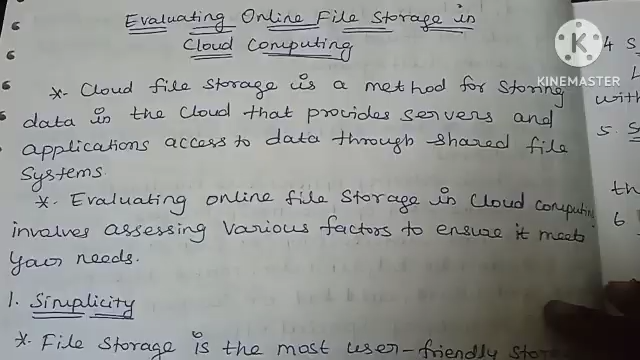 Evaluating Online File Storage in
Cloud Computing
*. Cloud file storage is a method for storing
data in the cloud that provides servers and
applications access to data through shared file
systems.
*. Evaluating online file storage in cloud computing
involves assessing various factors to ensure it meets
your needs.
1. Simplicity
*. File storage is the most user-friendly
KINEMASTER
4
with
5.
th
6